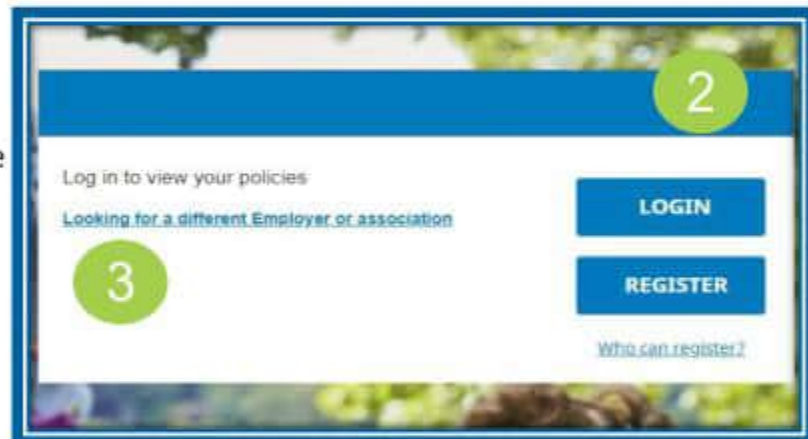 e
2
Log in to view your policies
Looking for a different Employer or association
LOGIN
3
REGISTER
Who can register?